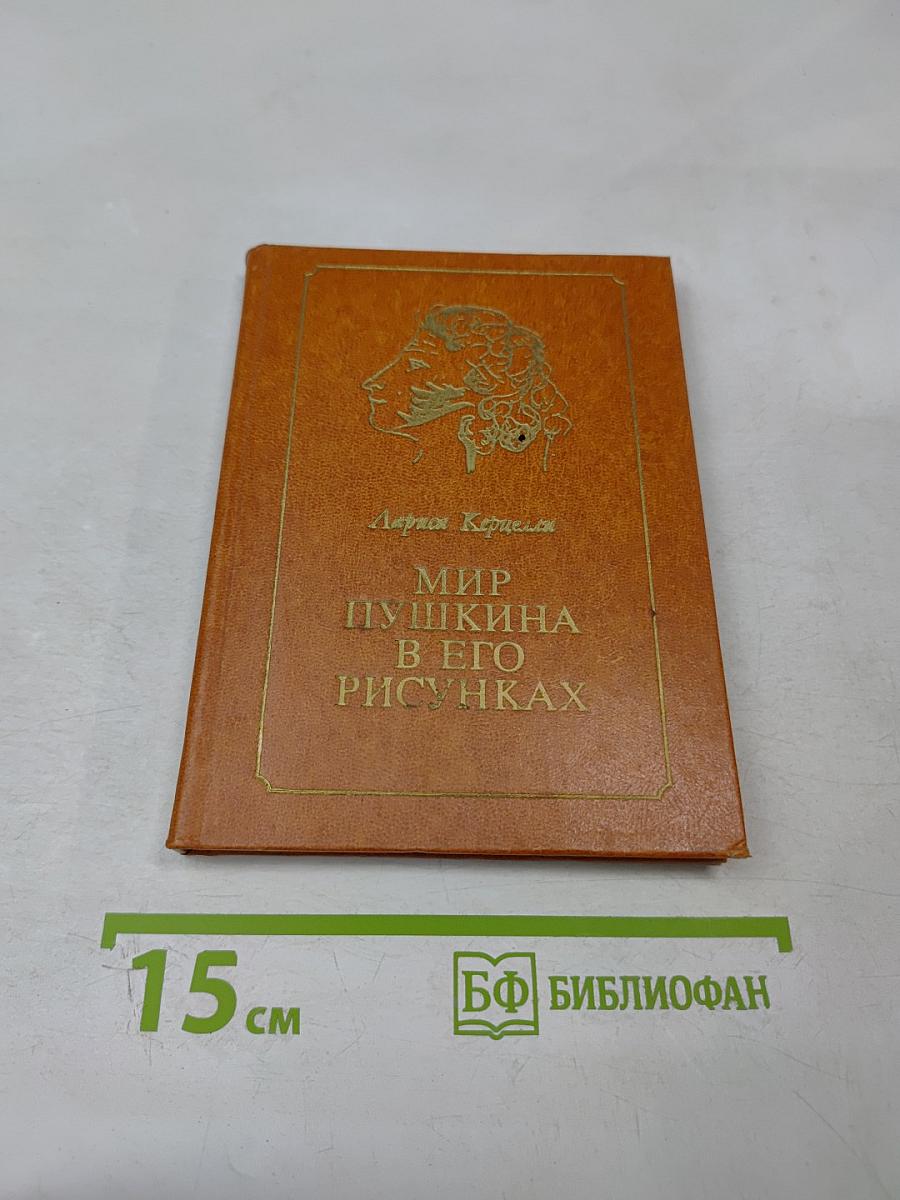 Лариса Керцелли
МИР
ПУШКИНА
В ЕГО
РИСУНКАХ
15 см
БФ БИБЛИОФАН